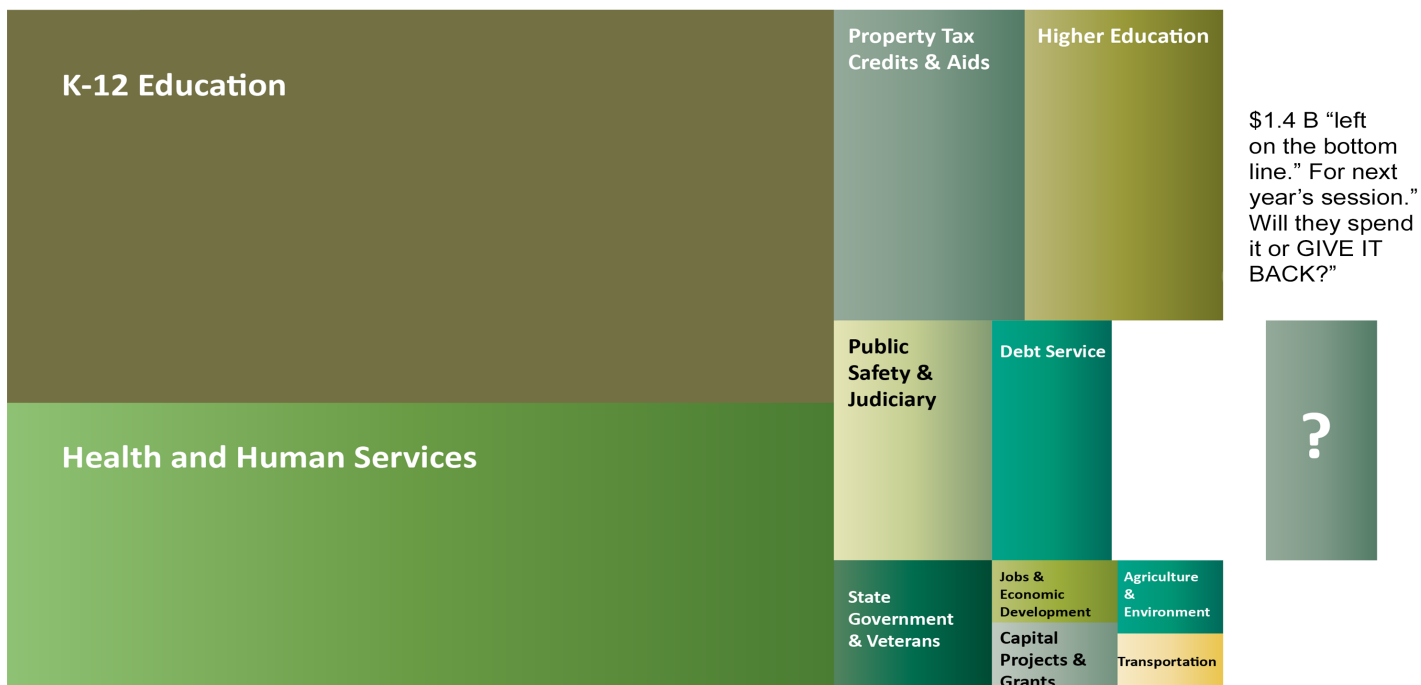 K-12 Education
Property Tax
Credits & Aids
Higher Education
$1.4 B “left
on the bottom
line.” For next
year’s session.”
Will they spend
it or GIVE IT
BACK?”
Public
Safety &
Judiciary
Debt Service
?
Health and Human Services
State
Government
& Veterans
Jobs &
Economic
Development
Agriculture
&
Environment
Capital
Projects &
Grants
Transportation